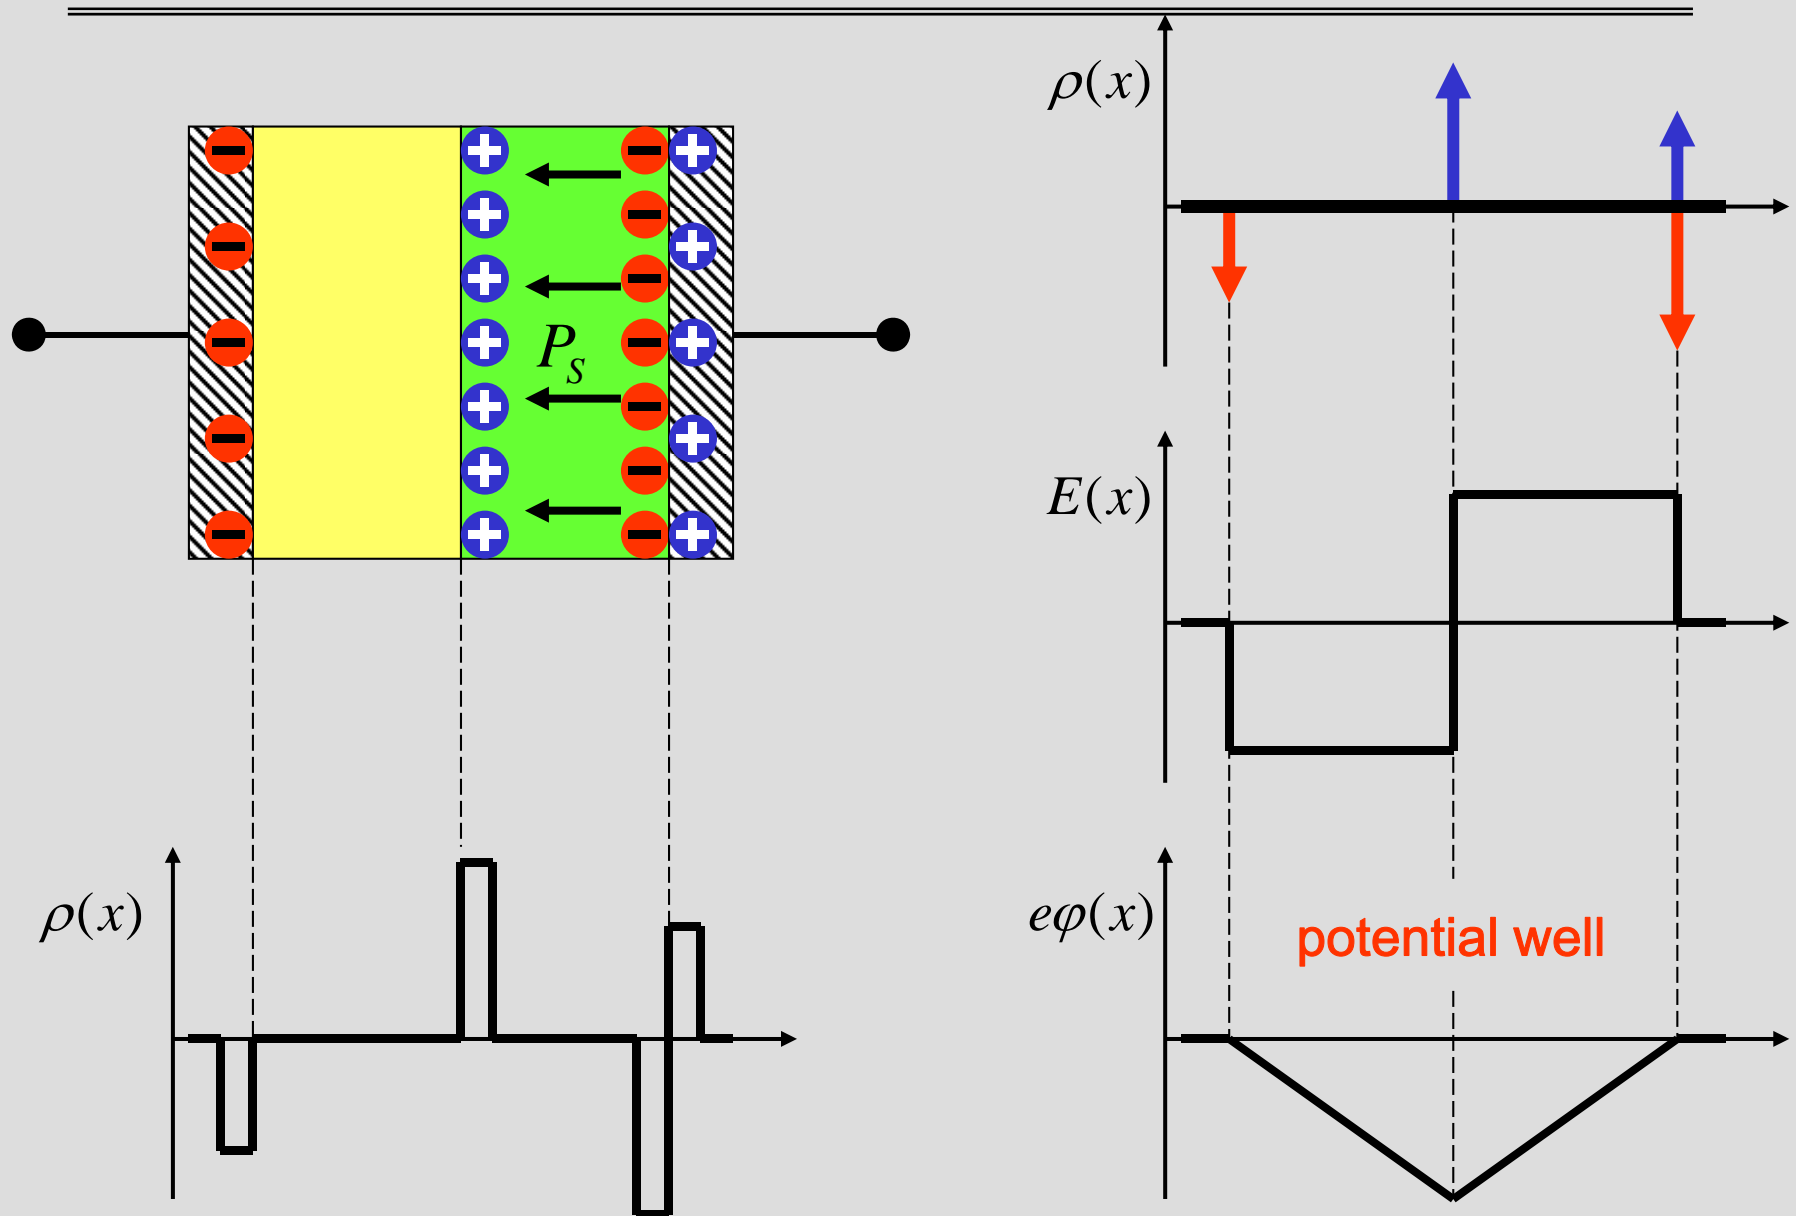 ρ(x)
P_S
E(x)
ρ(x)
eφ(x)
potential well